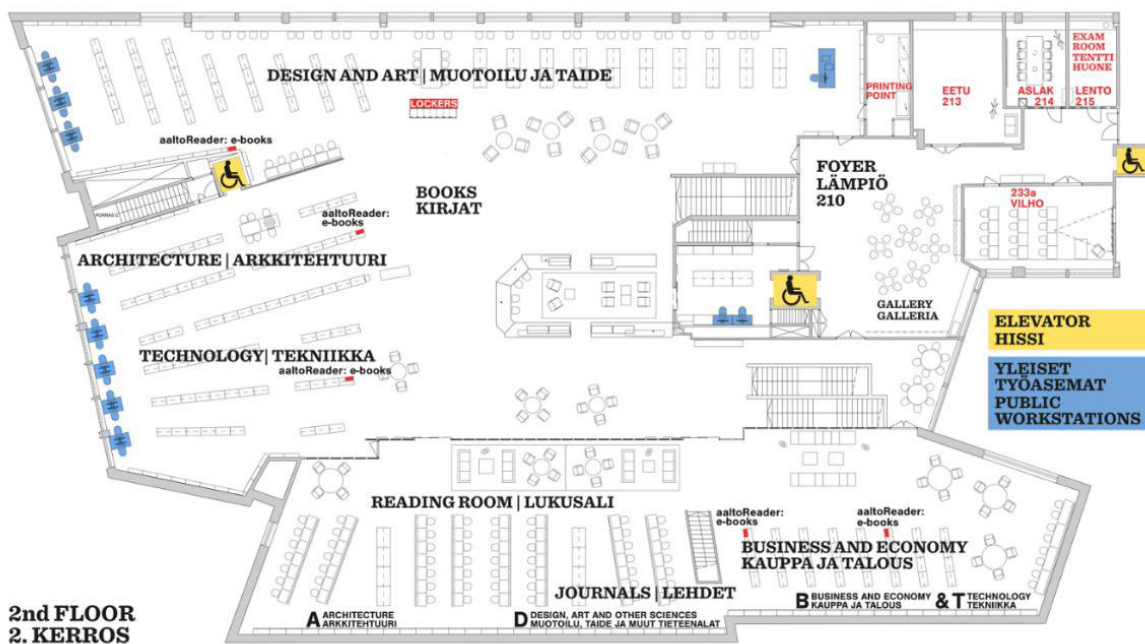 DESIGN AND ART | MUOTOILU JA TAIDE
LOCKERS
PRINTING
POINT
EETU
213
ASLAK
214
EXAM
ROOM
TENTTI
HUONE
LENTO
215
aaltoReader: e-books
PORRAS C
BOOKS
KIRJAT
FOYER
LÄMPIÖ
210
233a
VILHO
aaltoReader:
e-books
ARCHITECTURE | ARKKITEHTUURI
GALLERY
GALLERIA
ELEVATOR
HISSI
TECHNOLOGY | TEKNIIKKA
aaltoReader: e-books
YLEISET
TYÖASEMAT
PUBLIC
WORKSTATIONS
READING ROOM | LUKUSALI
aaltoReader:
e-books
aaltoReader:
e-books
BUSINESS AND ECONOMY
KAUPPA JA TALOUS
JOURNALS | LEHDET
A ARCHITECTURE
ARKKITEHTUURI
D DESIGN, ART AND OTHER SCIENCES
MUOTOILU, TAIDE JA MUUT TIETEENALAT
B BUSINESS AND ECONOMY
KAUPPA JA TALOUS
& T TECHNOLOGY
TEKNIIKKA
2nd FLOOR
2. KERROS